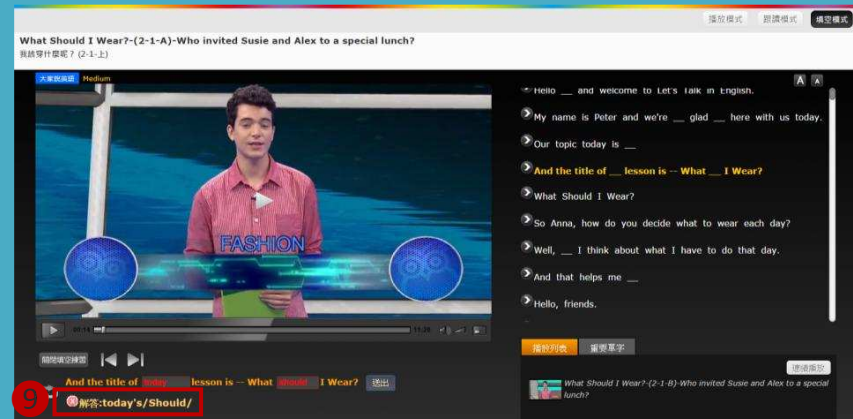 播放模式 跟讀模式 填空模式
What Should I Wear?-(2-1-A)-Who invited Susie and Alex to a special lunch?
我該穿什麼呢? (2-1-上)
大家說英語 Medium
A A
Hello __ and welcome to Let's Talk in English.
My name is Peter and we're __ glad __ here with us today.
Our topic today is __
And the title of __ lesson is -- What __ I Wear?
What Should I Wear?
So Anna, how do you decide what to wear each day?
Well, __ I think about what I have to do that day.
And that helps me __
Hello, friends.
FASHION
播放列表 重要單字
連續播放
What Should I Wear?-(2-1-B)-Who invited Susie and Alex to a special
lunch?
And the title of today lesson is -- What should I Wear? 送出
9
解答:today's/Should/